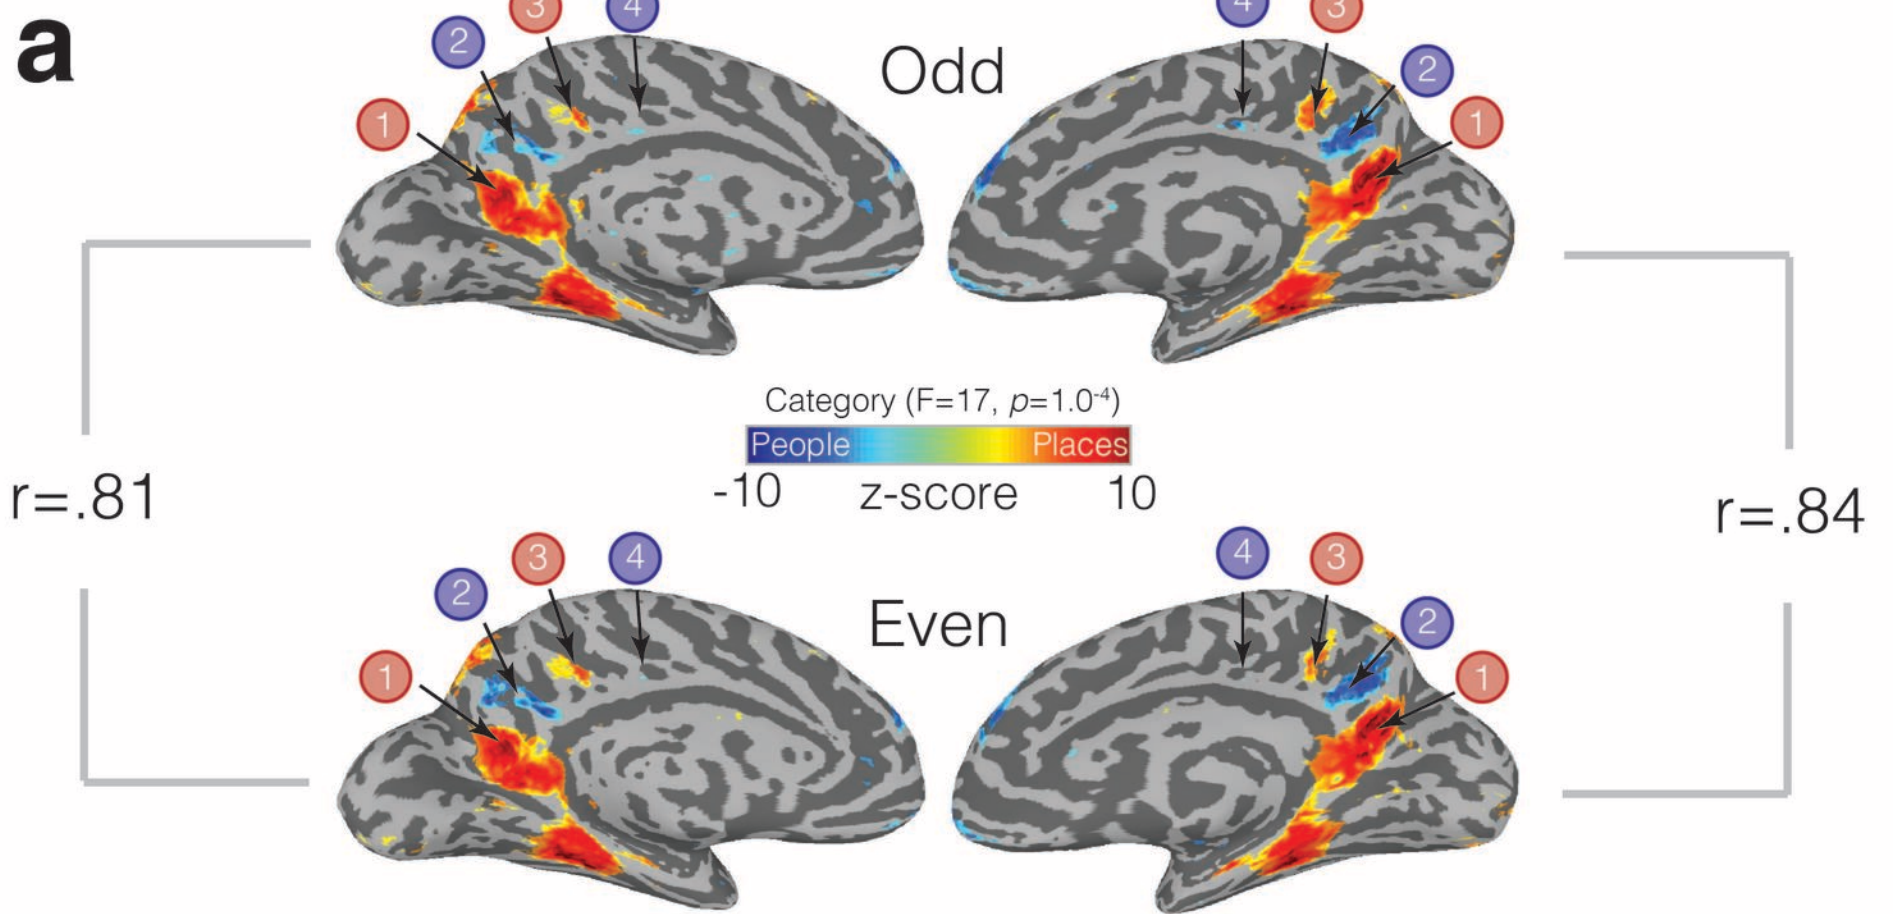 a
3 4 4 3
2 Odd 2
1 1
Category (F=17, p=1.0-4)
People Places
-10 z-score 10
r=.81 r=.84
3 4 4 3
2 Even 2
1 1